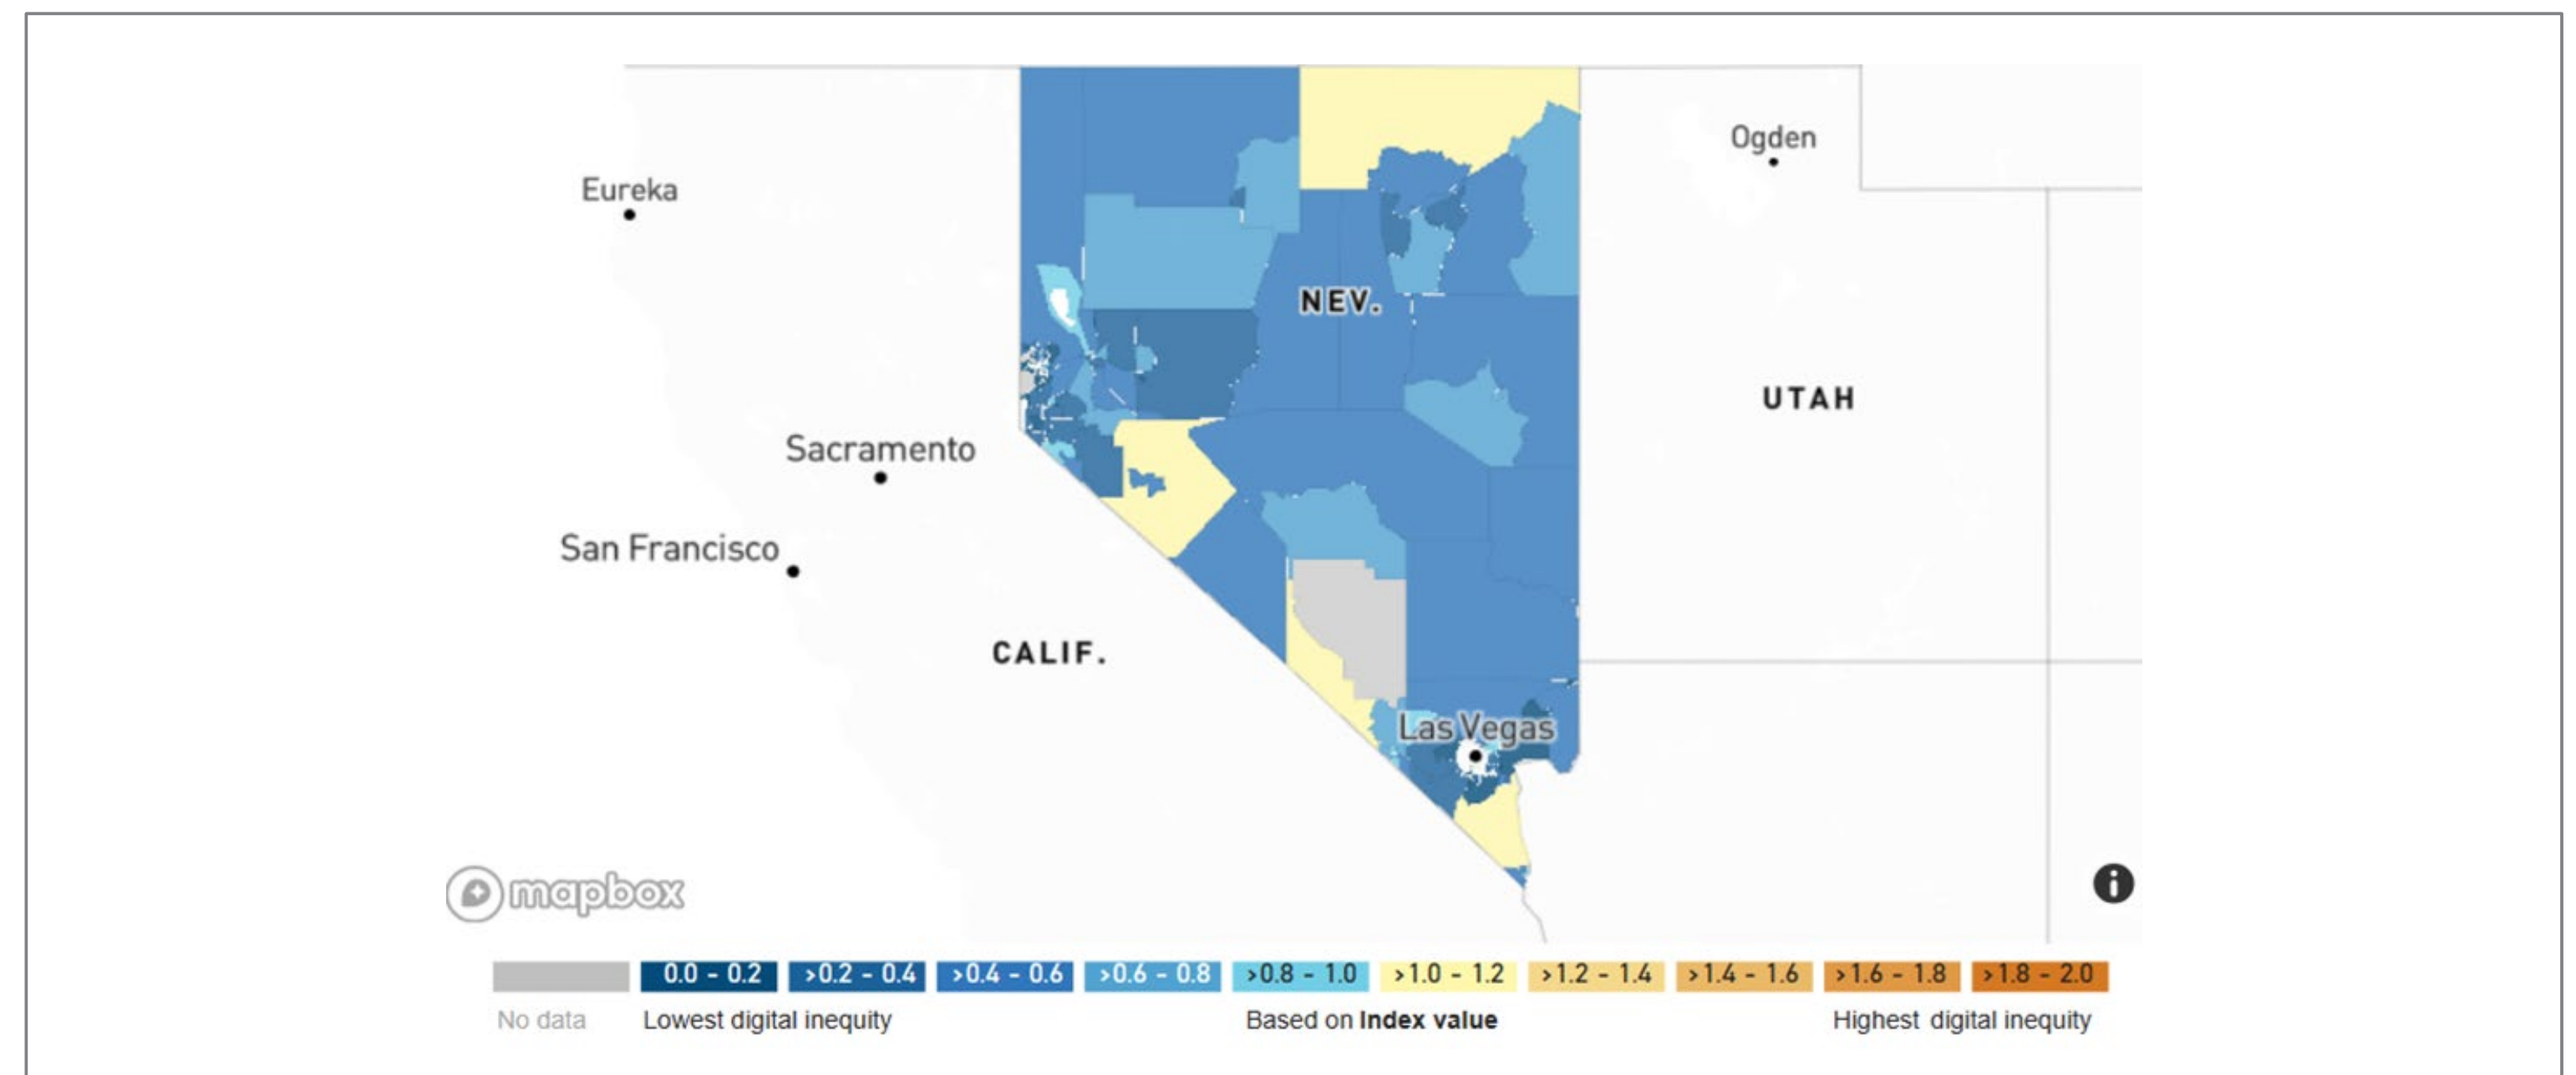 Ogden
Eureka
NEV.
UTAH
Sacramento
San Francisco
CALIF.
Las Vegas
mapbox
0.0 - 0.2 >0.2 - 0.4 >0.4 - 0.6 >0.6 - 0.8 >0.8 - 1.0 >1.0 - 1.2 >1.2 - 1.4 >1.4 - 1.6 >1.6 - 1.8 >1.8 - 2.0
No data Lowest digital inequity Based on Index value Highest digital inequity